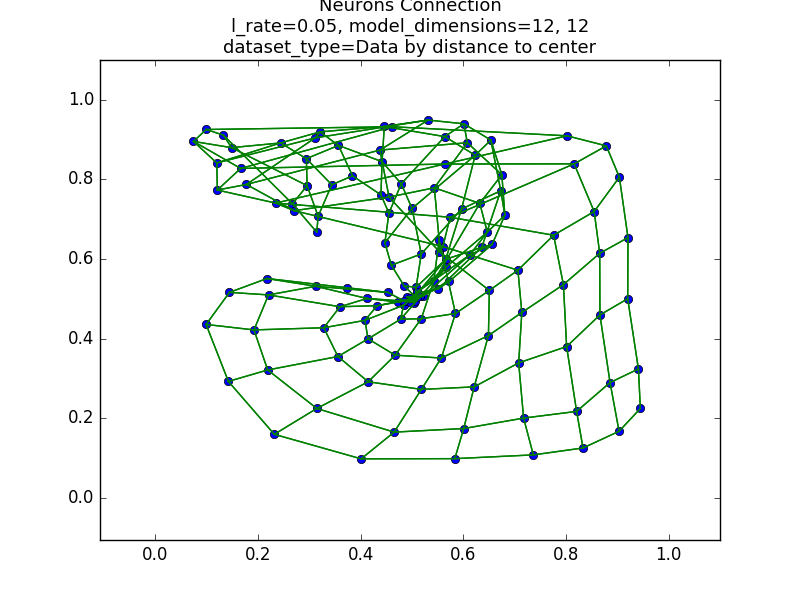 Neurons Connection
l_rate=0.05, model_dimensions=12, 12
dataset_type=Data by distance to center
1.0
0.8
0.6
0.4
0.2
0.0
0.0 0.2 0.4 0.6 0.8 1.0